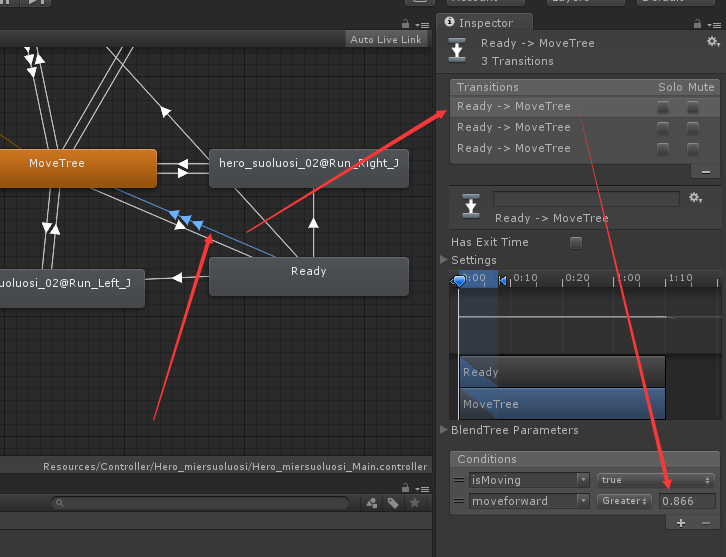 Auto Live Link
MoveTree
hero_suoluosi_02@Run_Right_J
Ready
suoluosi_02@Run_Left_J
Resources/Controller/Hero_miersuoluosi/Hero_miersuoluosi_Main.controller
Inspector
Ready -> MoveTree
3 Transitions
Transitions Solo Mute
Ready -> MoveTree
Ready -> MoveTree
Ready -> MoveTree
Ready -> MoveTree
Has Exit Time
Settings
0:00 0:10 0:20 1:00 1:10
Ready
MoveTree
BlendTree Parameters
Conditions
isMoving true
moveforward Greater 0.866